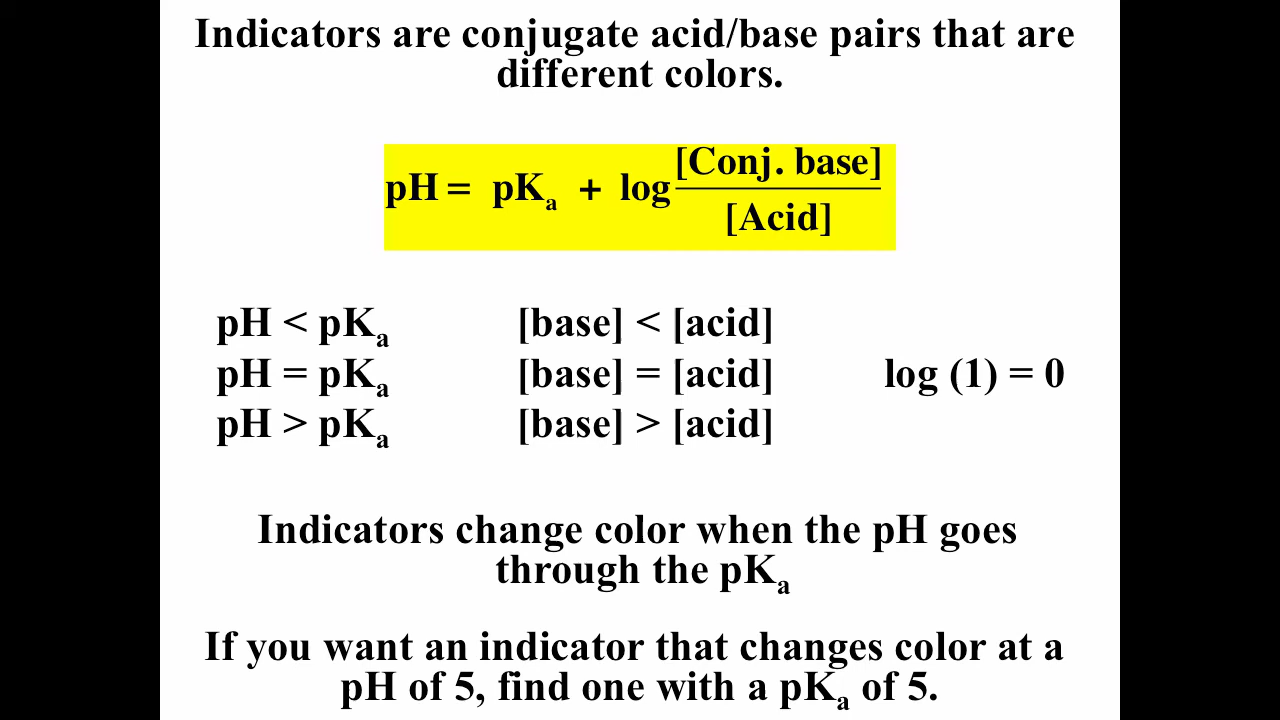 Indicators are conjugate acid/base pairs that are
different colors.
pH = pKa + log [Conj. base]
[Acid]
pH < pKa [base] < [acid]
pH = pKa [base] = [acid] log (1) = 0
pH > pKa [base] > [acid]
Indicators change color when the pH goes
through the pKa
If you want an indicator that changes color at a
pH of 5, find one with a pKa of 5.